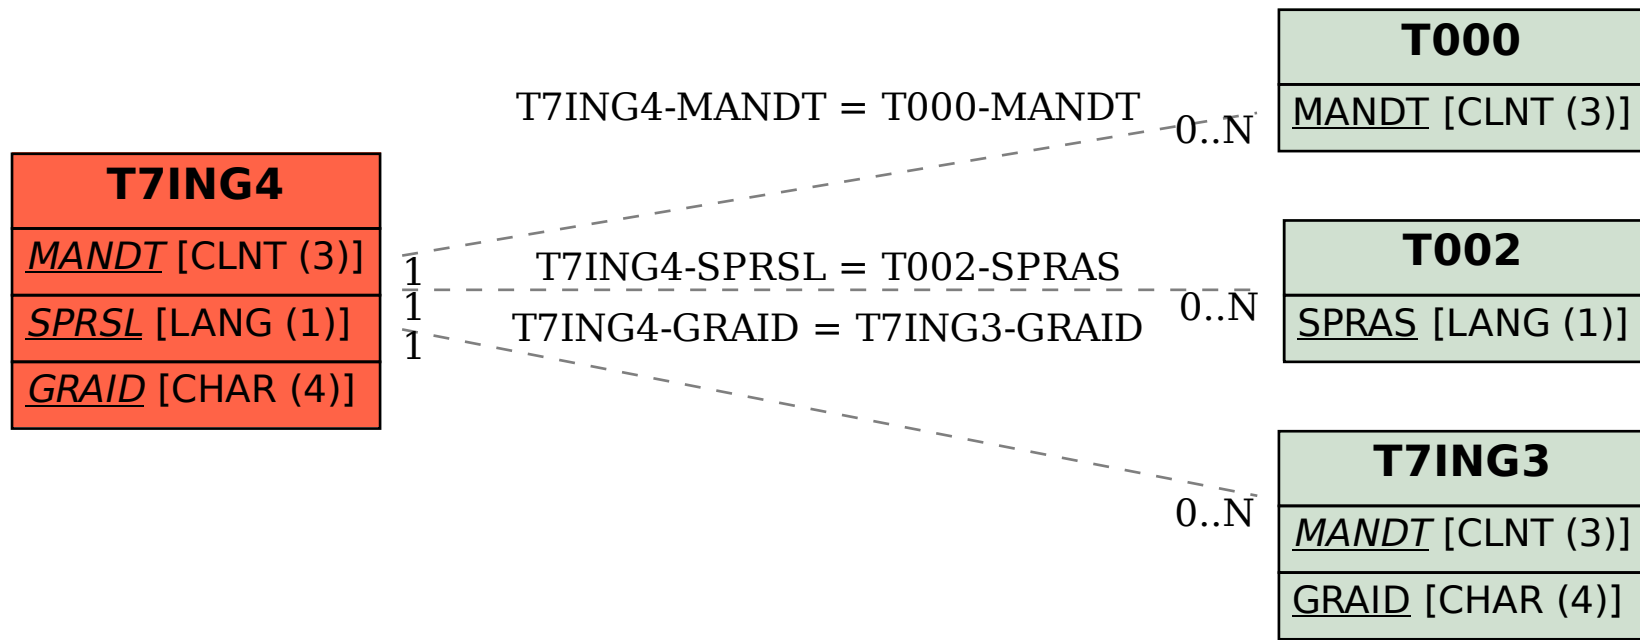 T7ING4
MANDT [CLNT (3)]
SPRSL [LANG (1)]
GRAID [CHAR (4)]
T7ING4-MANDT = T000-MANDT
1
0..N
T7ING4-SPRSL = T002-SPRAS
1
0..N
T7ING4-GRAID = T7ING3-GRAID
1
0..N
T000
MANDT [CLNT (3)]
T002
SPRAS [LANG (1)]
T7ING3
MANDT [CLNT (3)]
GRAID [CHAR (4)]